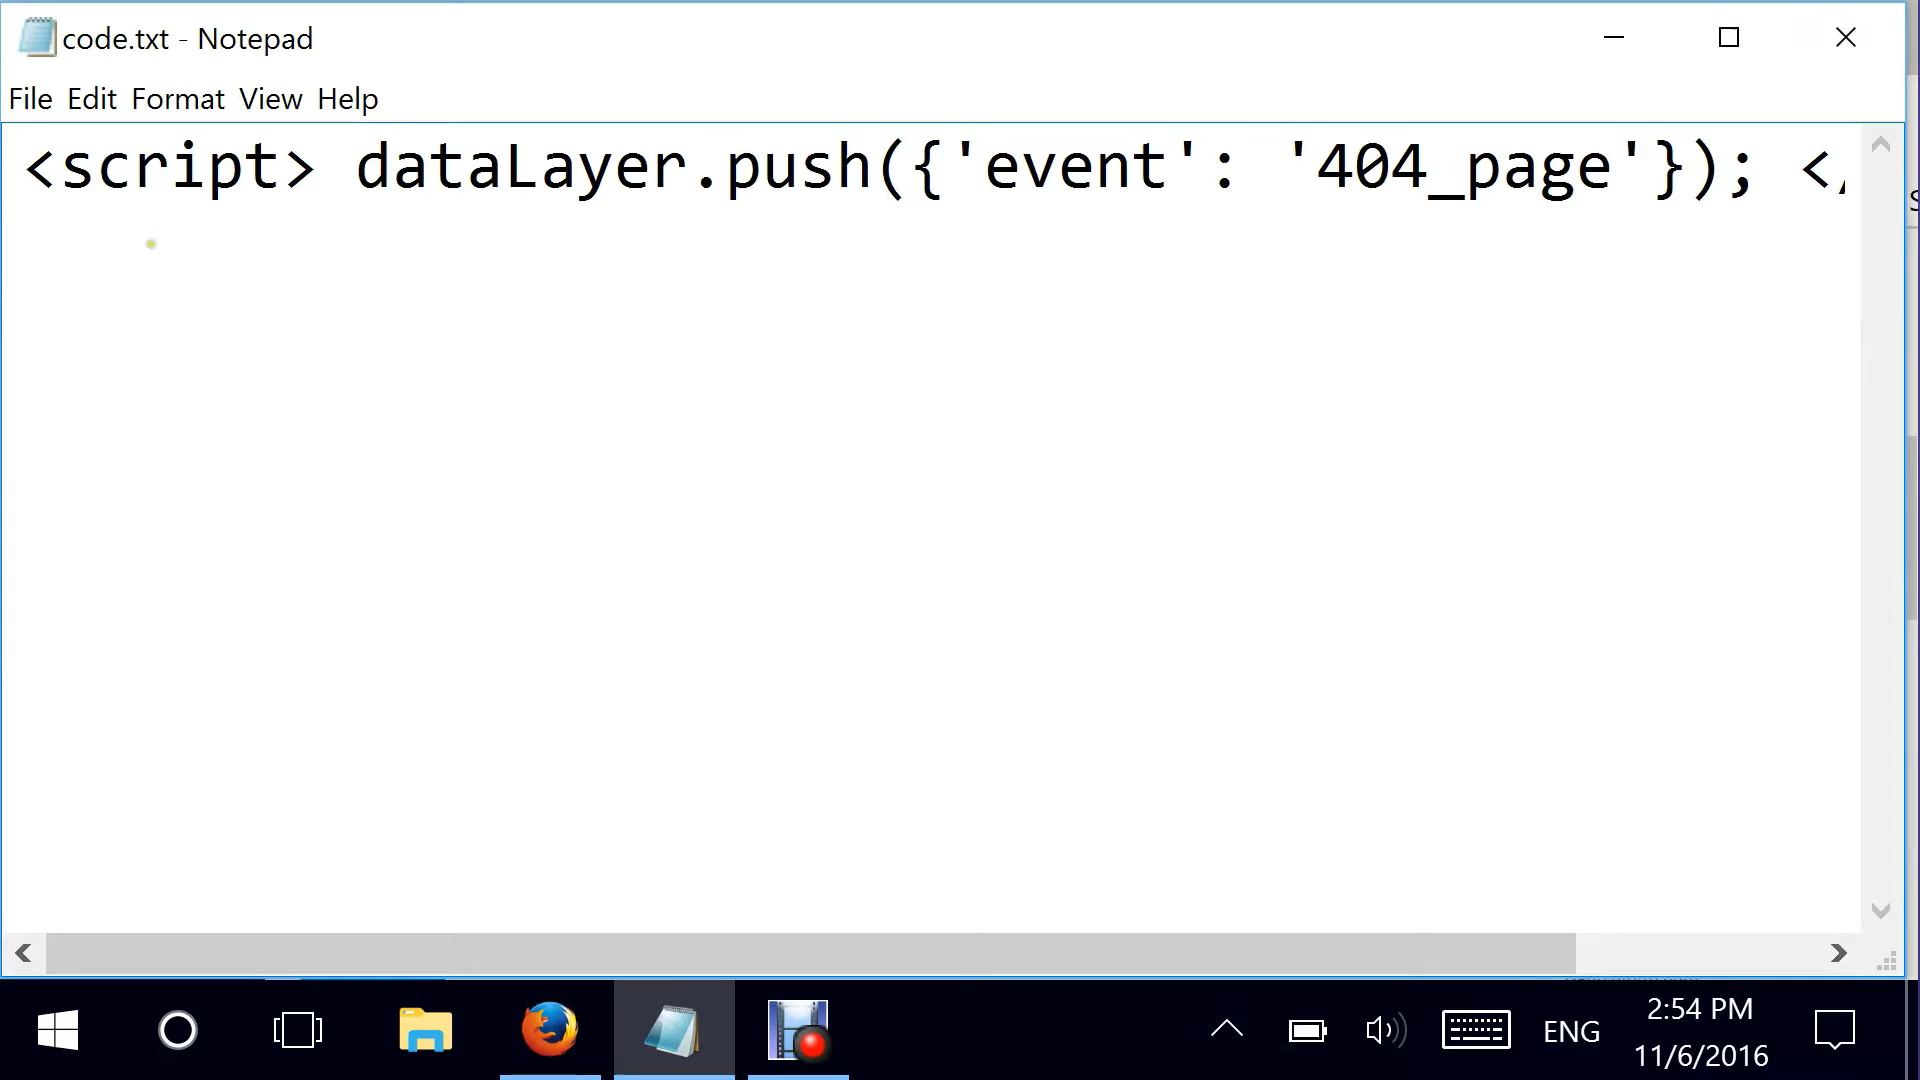 code.txt - Notepad
File Edit Format View Help
<script> dataLayer.push({'event': '404_page'}); </
ENG
2:54 PM
11/6/2016